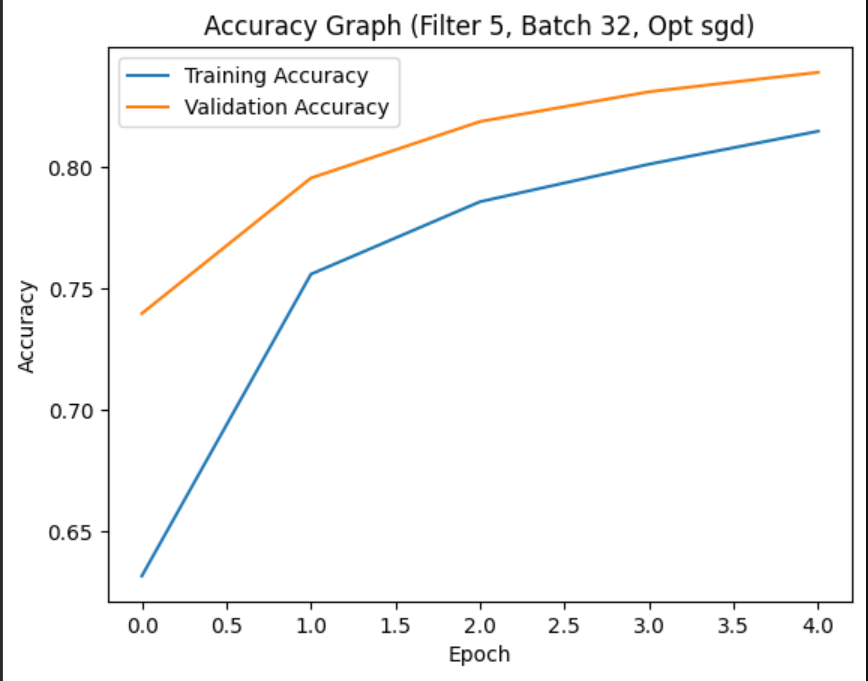 Accuracy Graph (Filter 5, Batch 32, Opt sgd)
Training Accuracy
Validation Accuracy
0.80
0.75
0.70
0.65
Accuracy
0.0 0.5 1.0 1.5 2.0 2.5 3.0 3.5 4.0
Epoch